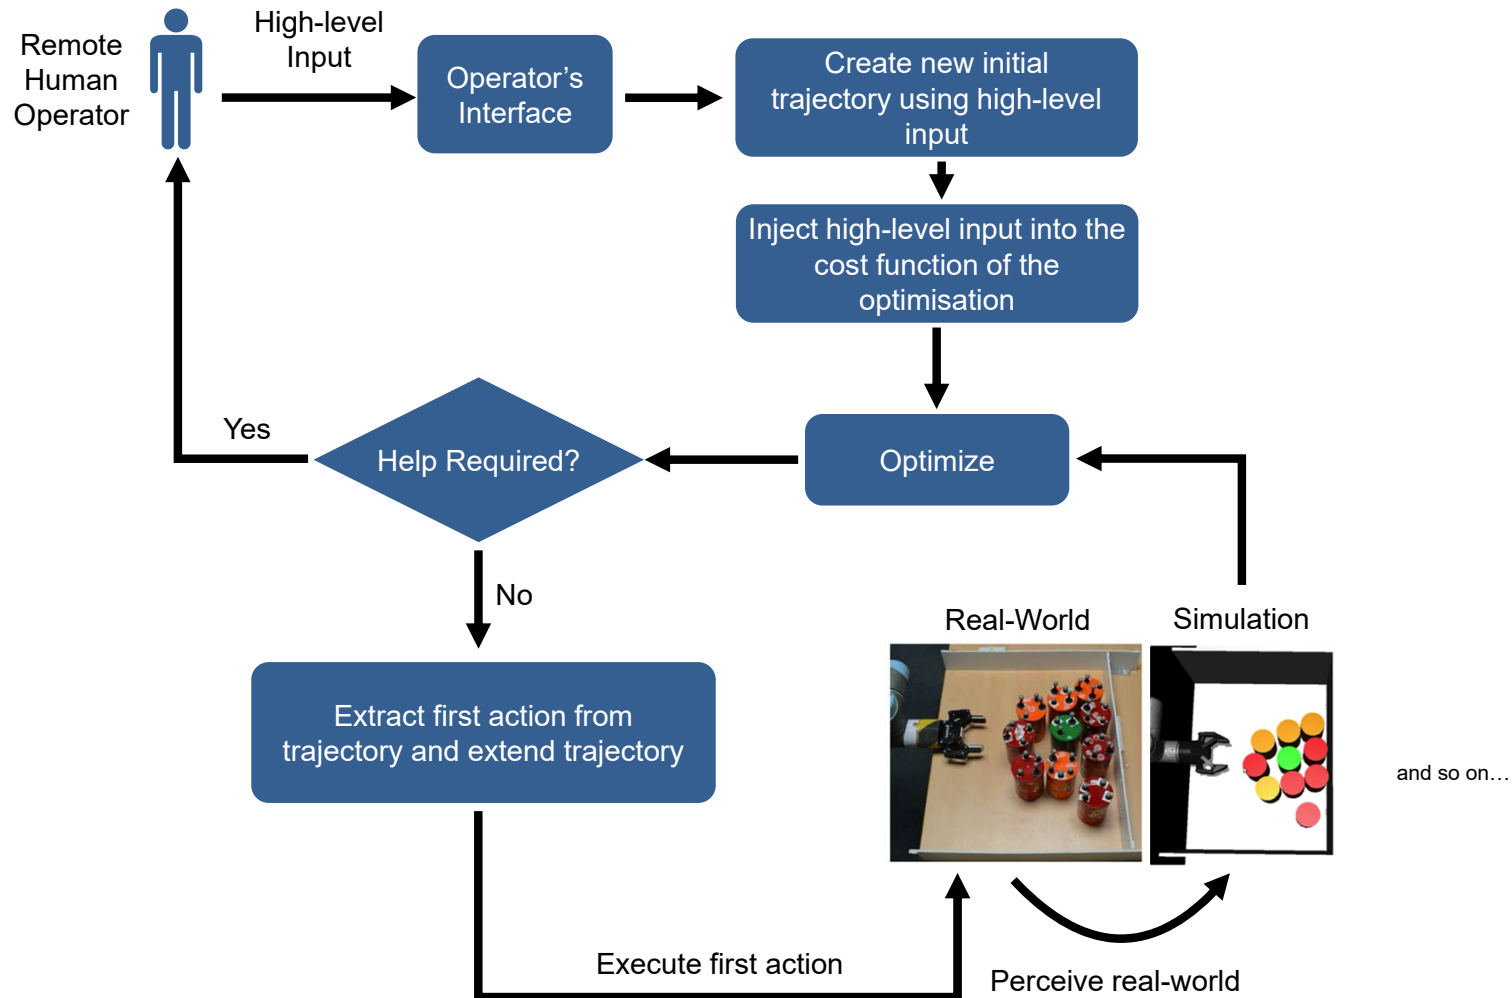 Remote
Human
Operator
High-level
Input
Operator's
Interface
Create new initial
trajectory using high-level
input
Inject high-level input into the
cost function of the
optimisation
Yes
Help Required?
Optimize
No
Real-World
Simulation
Extract first action from
trajectory and extend trajectory
and so on…
Execute first action
Perceive real-world